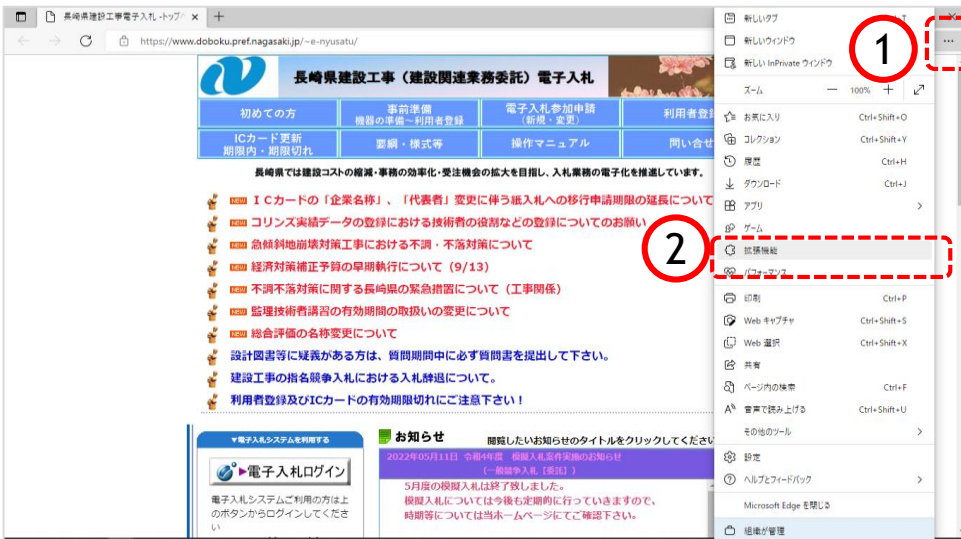 長崎県建設工事電子入札 -トップ
https://www.doboku.pref.nagasaki.jp/~e-nyusatu/
長崎県建設工事（建設関連業務委託）電子入札
初めての方
事前準備
機器の準備～利用者登録
電子入札参加申請
（新規・変更）
利用者登
ICカード更新
期限内・期限切れ
要綱・様式等
操作マニュアル
問い合せ
長崎県では建設コストの縮減・事務の効率化・受注機会の拡大を目指し、入札業務の電子化を推進しています。
NEW ＩＣカードの「企業名称」、「代表者」変更に伴う紙入札への移行申請期限の延長について
NEW コリンズ実績データの登録における技術者の役割などの登録についてのお願い
NEW 急傾斜地崩壊対策工事における不調・不落対策について
NEW 経済対策補正予算の早期執行について（9/13）
NEW 不調不落対策に関する長崎県の緊急措置について（工事関係）
NEW 監理技術者講習の有効期間の取扱いの変更について
NEW 総合評価の名称変更について
設計図書等に疑義がある方は、質問期間中に必ず質問書を提出して下さい。
建設工事の指名競争入札における入札辞退について。
利用者登録及びICカードの有効期限切れにご注意下さい！
▼電子入札システムを利用する
▶電子入札ログイン
電子入札システムご利用の方は上
のボタンからログインしてくださ
い
お知らせ
閲覧したいお知らせのタイトルをクリックしてください
2022年05月11日 令和4年度 模擬入札案件実施のお知らせ
（一般競争入札【委託】）
5月度の模擬入札は終了致しました。
模擬入札については今後も定期的に行っていきますので、
時期等については当ホームページにてご確認下さい。
新しいタブ
新しいウィンドウ
新しい InPrivate ウィンドウ
ズーム － 100% ＋
お気に入り Ctrl+Shift+O
コレクション Ctrl+Shift+Y
履歴 Ctrl+H
ダウンロード Ctrl+J
アプリ
ゲーム
拡張機能
パフォーマンス
印刷 Ctrl+P
Web キャプチャ Ctrl+Shift+S
Web 選択 Ctrl+Shift+X
共有
ページ内の検索 Ctrl+F
音声で読み上げる Ctrl+Shift+U
その他のツール
設定
ヘルプとフィードバック
Microsoft Edge を閉じる
組織が管理
1
2